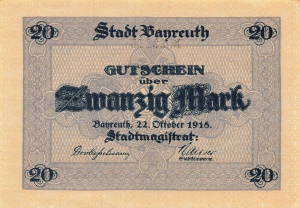 20 Stadt Bayreuth 20
GUTSCHEIN
über
Zwanzig Mark
Bayreuth, 22. Oktober 1918.
Stadtmagistrat:
20 20